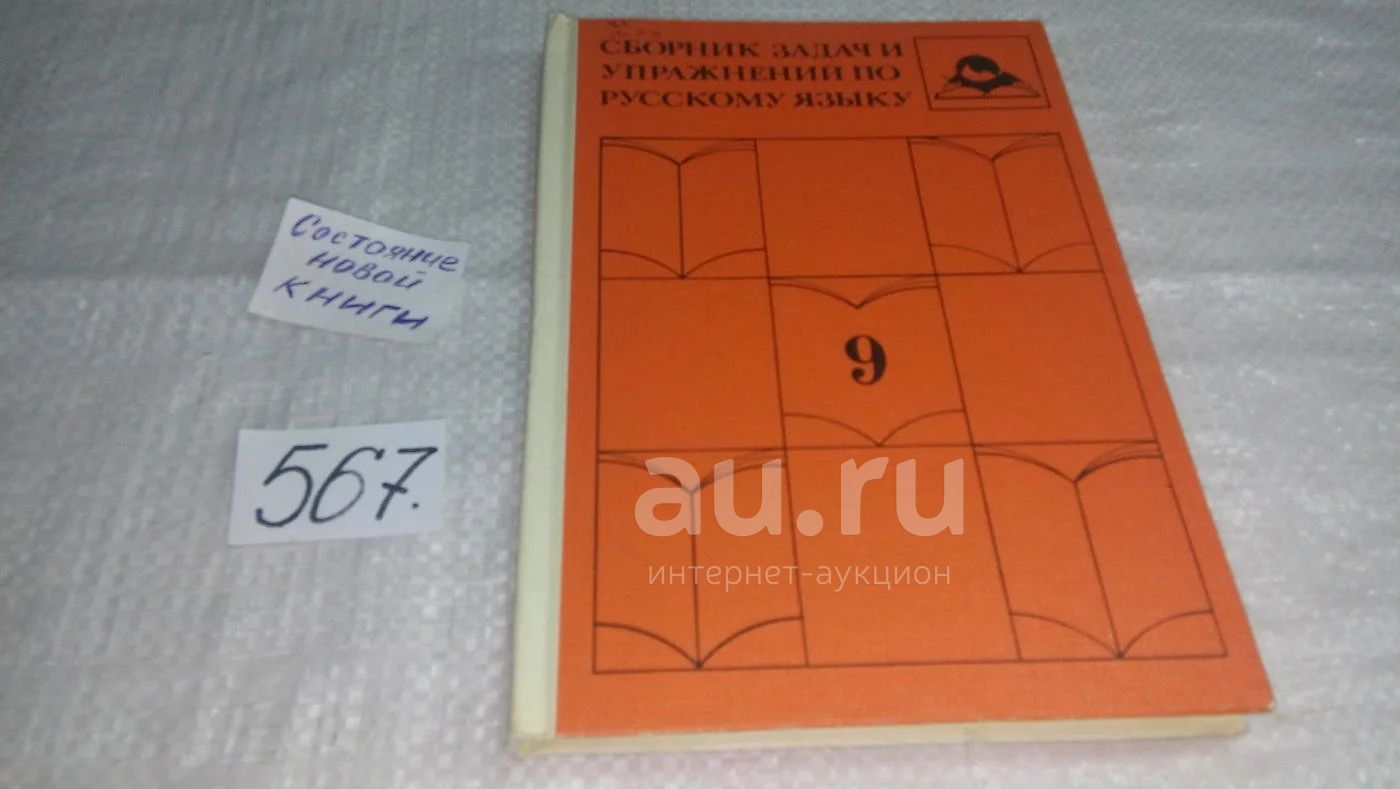 СБОРНИК ЗАДАЧ И
УПРАЖНЕНИЙ ПО
РУССКОМУ ЯЗЫКУ
9
Состояние
новой
книги
567.
au.ru
интернет-аукцион